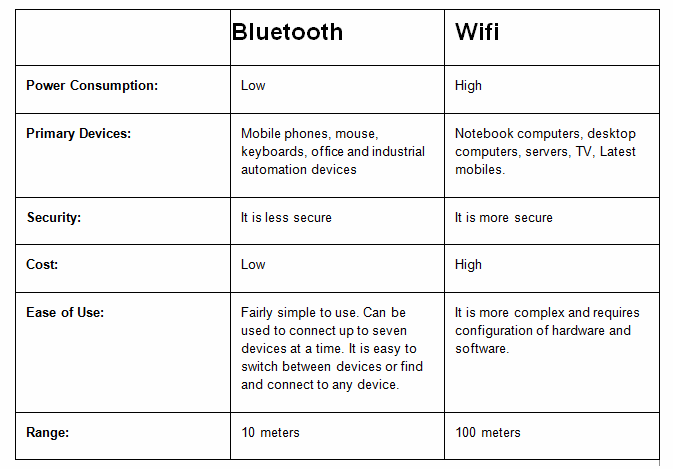 Bluetooth Wifi
Power Consumption: Low High
Primary Devices: Mobile phones, mouse, Notebook computers, desktop
keyboards, office and industrial computers, servers, TV, Latest
automation devices mobiles.
Security: It is less secure It is more secure
Cost: Low High
Ease of Use: Fairly simple to use. Can be It is more complex and requires
used to connect up to seven configuration of hardware and
devices at a time. It is easy to software.
switch between devices or find
and connect to any device.
Range: 10 meters 100 meters